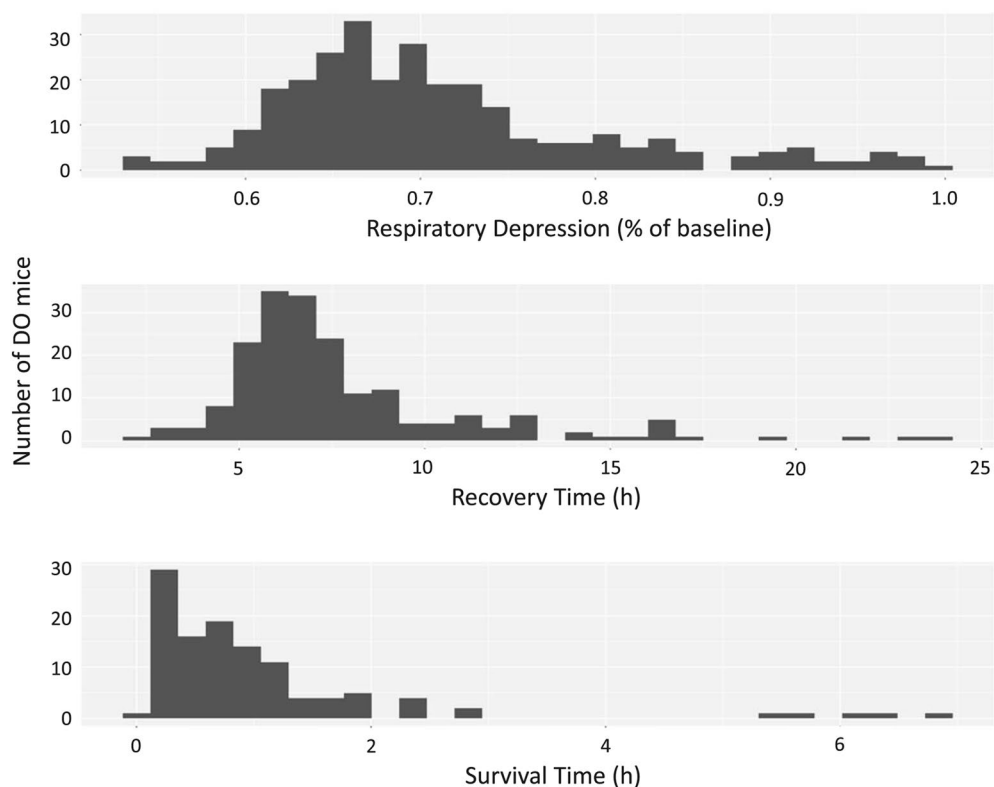 30
20
10
0
0.6 0.7 0.8 0.9 1.0
Respiratory Depression (% of baseline)
Number of DO mice
30
20
10
0
5 10 15 20 25
Recovery Time (h)
30
20
10
0
0 2 4 6
Survival Time (h)